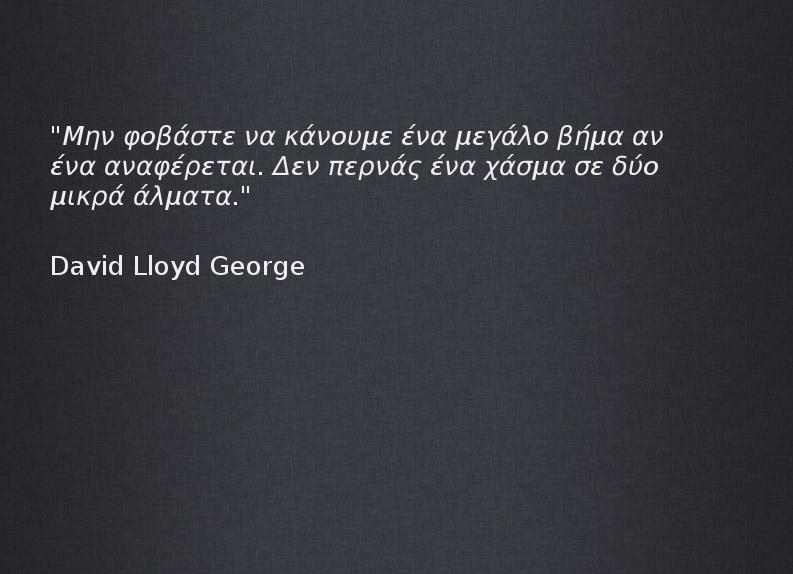 "Μην φοβάστε να κάνουμε ένα μεγάλο βήμα αν
ένα αναφέρεται. Δεν περνάς ένα χάσμα σε δύο
μικρά άλματα."
David Lloyd George